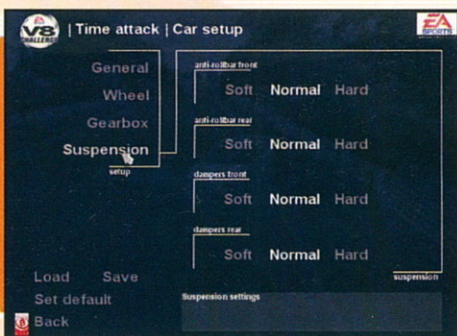 V8
CHALLENGE
| Time attack | Car setup
EA
SPORTS
General
Wheel
Gearbox
Suspension
setup
anti-rollbar front
Soft Normal Hard
anti-rollbar rear
Soft Normal Hard
dampers front
Soft Normal Hard
dampers rear
Soft Normal Hard
suspension
Load Save
Set default
Back
Suspension settings